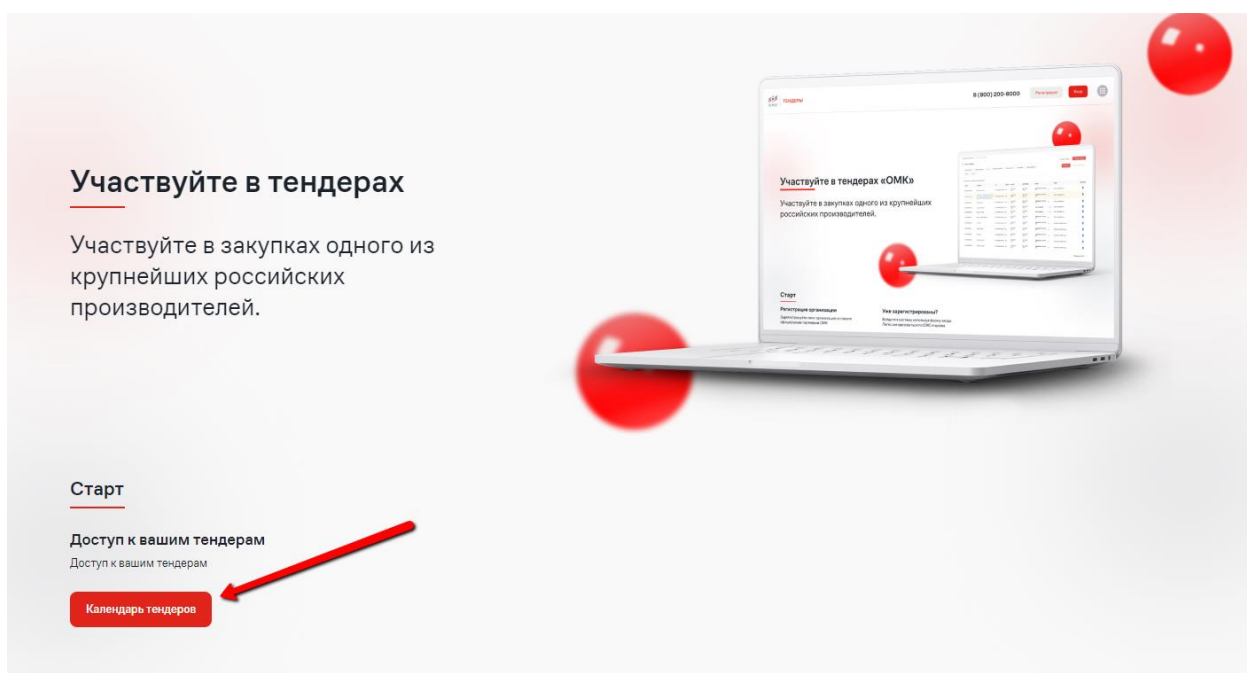 Участвуйте в тендерах
Участвуйте в закупках одного из
крупнейших российских
производителей.
ТЕНДЕРЫ
8 (800) 200-8000
Регистрация
Участвуйте в тендерах «ОМК»
Участвуйте в закупках одного из крупнейших
российских производителей.
Старт
Регистрация организации
Уже зарегистрированы?
Старт
Доступ к вашим тендерам
Доступ к вашим тендерам
Календарь тендеров